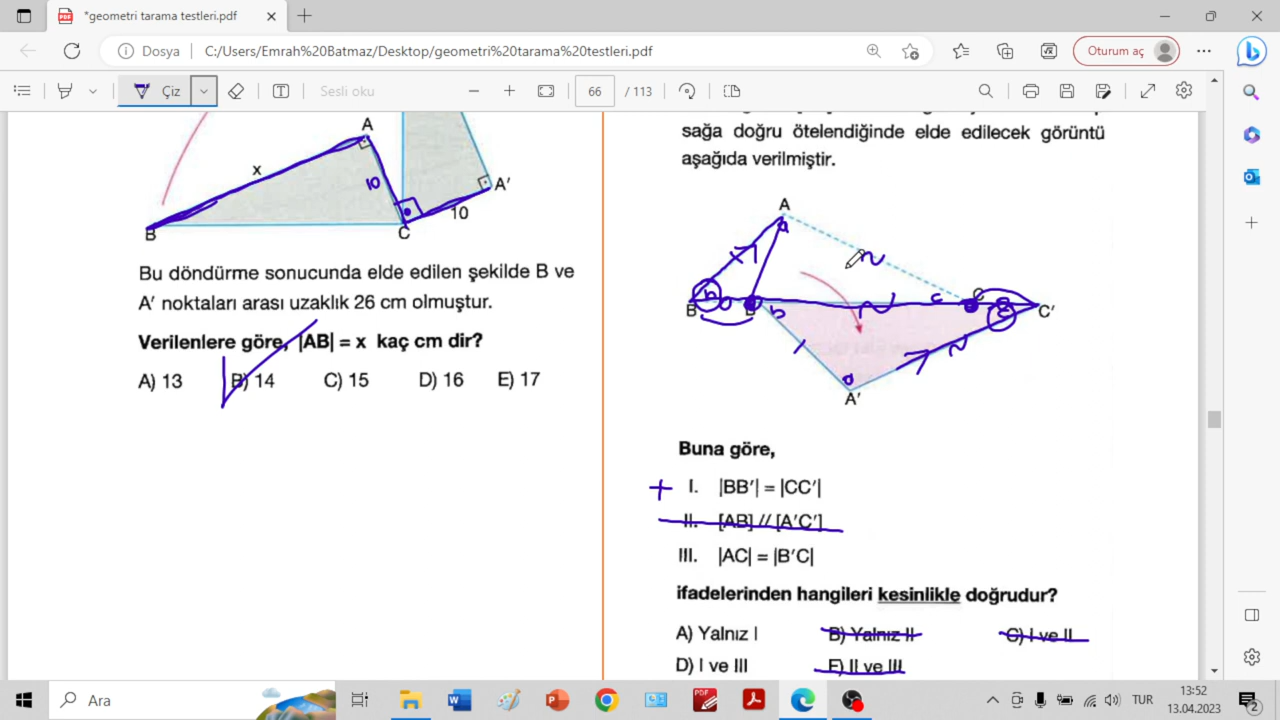 *geometri tarama testleri.pdf
Dosya C:/Users/Emrah%20Batmaz/Desktop/geometri%20tarama%20testleri.pdf
Oturum aç
Çiz
Sesli oku
66 / 113
A
x
10
A'
10
B
C
Bu döndürme sonucunda elde edilen şekilde B ve
A' noktaları arası uzaklık 26 cm olmuştur.
Verilenlere göre, |AB| = x kaç cm dir?
A) 13 B) 14 C) 15 D) 16 E) 17
sağa doğru ötelendiğinde elde edilecek görüntü
aşağıda verilmiştir.
A
a
B
b
c
C'
A'
Buna göre,
+ I. |BB'| = |CC'|
II. [AB] // [A'C']
III. |AC| = |B'C|
ifadelerinden hangileri kesinlikle doğrudur?
A) Yalnız I B) Yalnız II C) I ve II
D) I ve III E) II ve III
Ara
TUR
13:52
13.04.2023
2